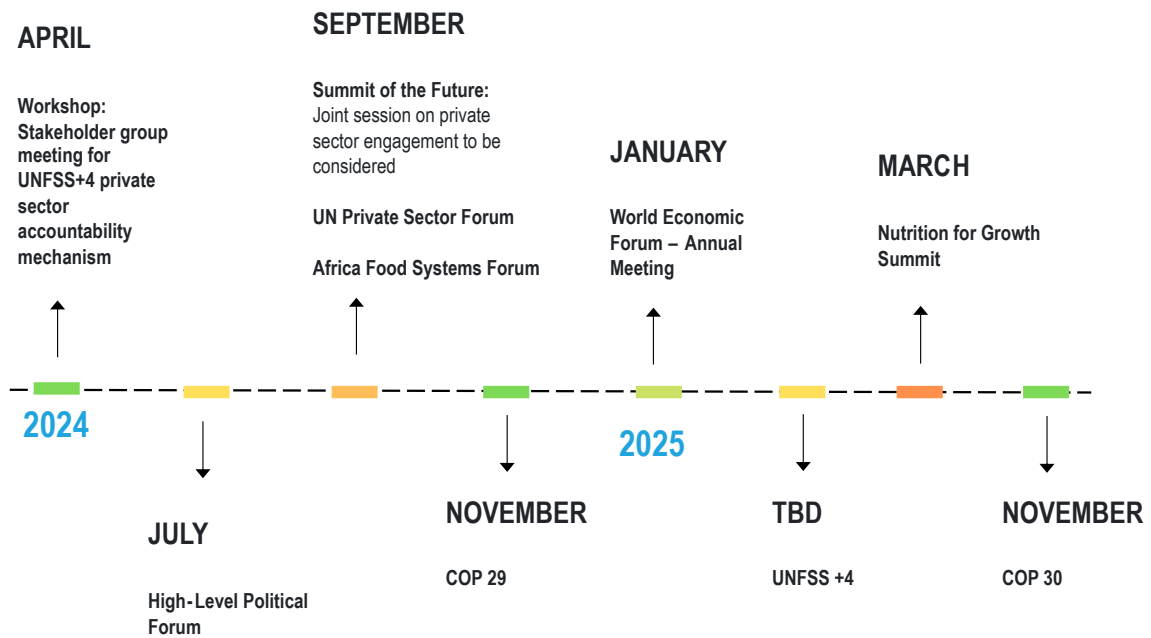 APRIL
Workshop:
Stakeholder group
meeting for
UNFSS+4 private
sector
accountability
mechanism
SEPTEMBER
Summit of the Future:
Joint session on private
sector engagement to be
considered
UN Private Sector Forum
Africa Food Systems Forum
JANUARY
World Economic
Forum – Annual
Meeting
MARCH
Nutrition for Growth
Summit
2024
2025
JULY
High-Level Political
Forum
NOVEMBER
COP 29
TBD
UNFSS +4
NOVEMBER
COP 30